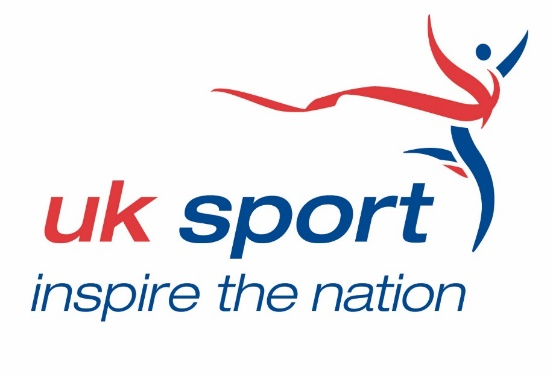 uk sport
inspire the nation